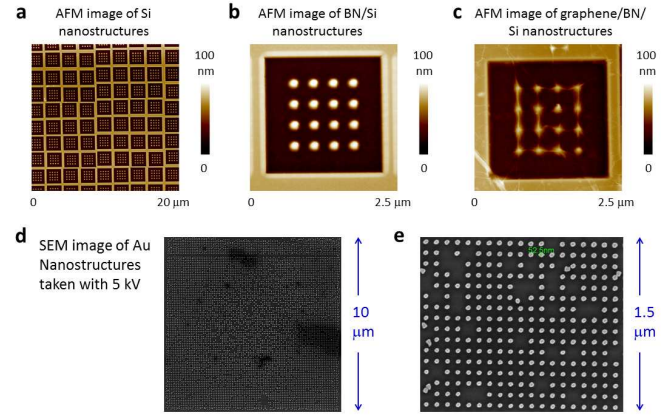 a
AFM image of Si
nanostructures
100
nm
0
0
20 μm
b
AFM image of BN/Si
nanostructures
100
nm
0
0
2.5 μm
c
AFM image of graphene/BN/
Si nanostructures
100
nm
0
0
2.5 μm
d
SEM image of Au
Nanostructures
taken with 5 kV
10
μm
e
52.5nm
1.5
μm